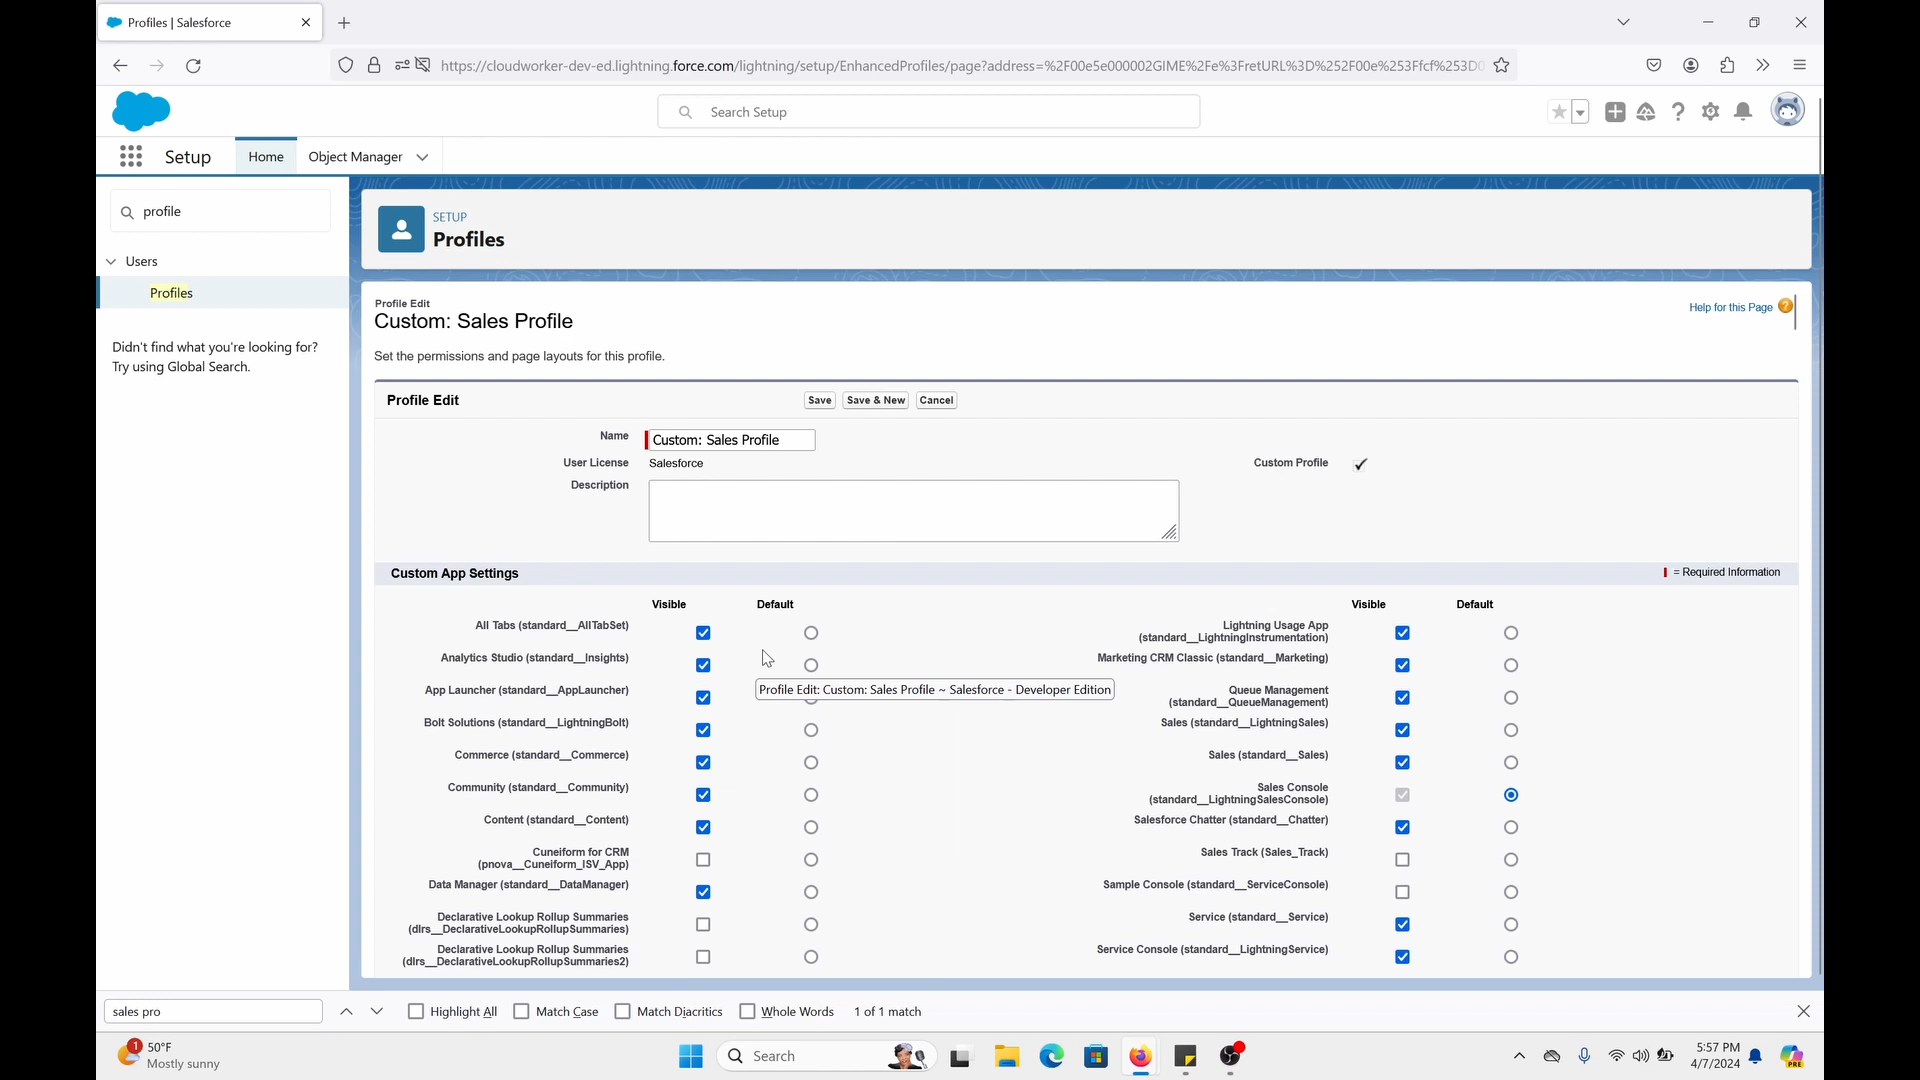 Profiles | Salesforce
https://cloudworker-dev-ed.lightning.force.com/lightning/setup/EnhancedProfiles/page?address=%2F00e5e000002GIME%2Fe%3FretURL%3D%252F00e%253Ffcf%253D0
Search Setup
Setup
Home
Object Manager
profile
Users
Profiles
Didn't find what you're looking for?
Try using Global Search.
SETUP
Profiles
Profile Edit
Custom: Sales Profile
Help for this Page
Set the permissions and page layouts for this profile.
Profile Edit
Save
Save & New
Cancel
Name
Custom: Sales Profile
User License
Salesforce
Custom Profile
Description
Custom App Settings
= Required Information
Visible
Default
Visible
Default
All Tabs (standard__AllTabSet)
Lightning Usage App
(standard__LightningInstrumentation)
Analytics Studio (standard__Insights)
Marketing CRM Classic (standard__Marketing)
App Launcher (standard__AppLauncher)
Profile Edit: Custom: Sales Profile ~ Salesforce - Developer Edition
Queue Management
(standard__QueueManagement)
Bolt Solutions (standard__LightningBolt)
Sales (standard__LightningSales)
Commerce (standard__Commerce)
Sales (standard__Sales)
Community (standard__Community)
Sales Console
(standard__LightningSalesConsole)
Content (standard__Content)
Salesforce Chatter (standard__Chatter)
Cuneiform for CRM
(pnova__Cuneiform_ISV_App)
Sales Track (Sales_Track)
Data Manager (standard__DataManager)
Sample Console (standard__ServiceConsole)
Declarative Lookup Rollup Summaries
(dlrs__DeclarativeLookupRollupSummaries)
Service (standard__Service)
Declarative Lookup Rollup Summaries
(dlrs__DeclarativeLookupRollupSummaries2)
Service Console (standard__LightningService)
sales pro
Highlight All
Match Case
Match Diacritics
Whole Words
1 of 1 match
1
50°F
Mostly sunny
Search
5:57 PM
4/7/2024
PRE